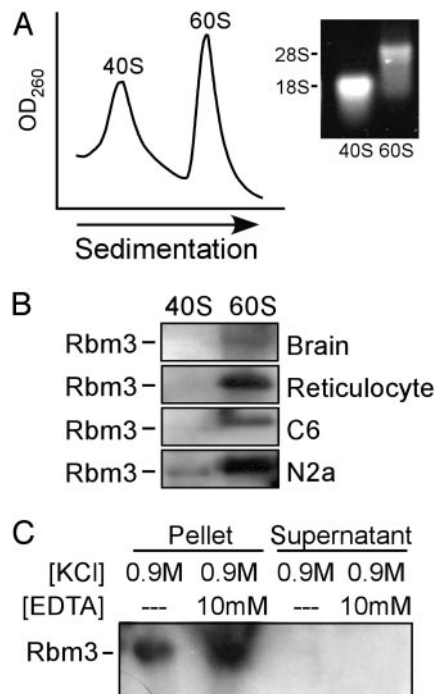 A
40S
60S
OD260
Sedimentation
28S
18S
40S 60S
B
40S 60S
Rbm3 Brain
Rbm3 Reticulocyte
Rbm3 C6
Rbm3 N2a
C
Pellet Supernatant
[KCl] 0.9M 0.9M 0.9M 0.9M
[EDTA] --- 10mM --- 10mM
Rbm3